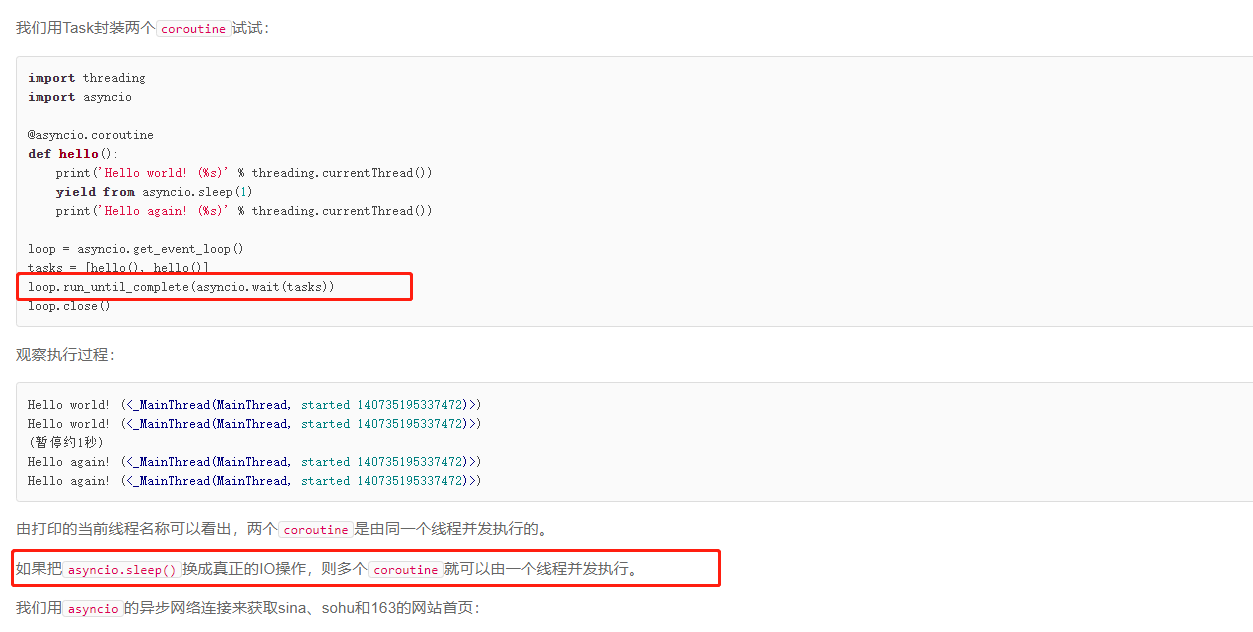 我们用Task封装两个coroutine试试：
import threading
import asyncio
@asyncio.coroutine
def hello():
    print('Hello world! (%s)' % threading.currentThread())
    yield from asyncio.sleep(1)
    print('Hello again! (%s)' % threading.currentThread())
loop = asyncio.get_event_loop()
tasks = [hello(), hello()]
loop.run_until_complete(asyncio.wait(tasks))
loop.close()
观察执行过程：
Hello world! (<_MainThread(MainThread, started 140735195337472)>)
Hello world! (<_MainThread(MainThread, started 140735195337472)>)
(暂停约1秒)
Hello again! (<_MainThread(MainThread, started 140735195337472)>)
Hello again! (<_MainThread(MainThread, started 140735195337472)>)
由打印的当前线程名称可以看出，两个coroutine是由同一个线程并发执行的。
如果把asyncio.sleep()换成真正的IO操作，则多个coroutine就可以由一个线程并发执行。
我们用asyncio的异步网络连接来获取sina、sohu和163的网站首页：